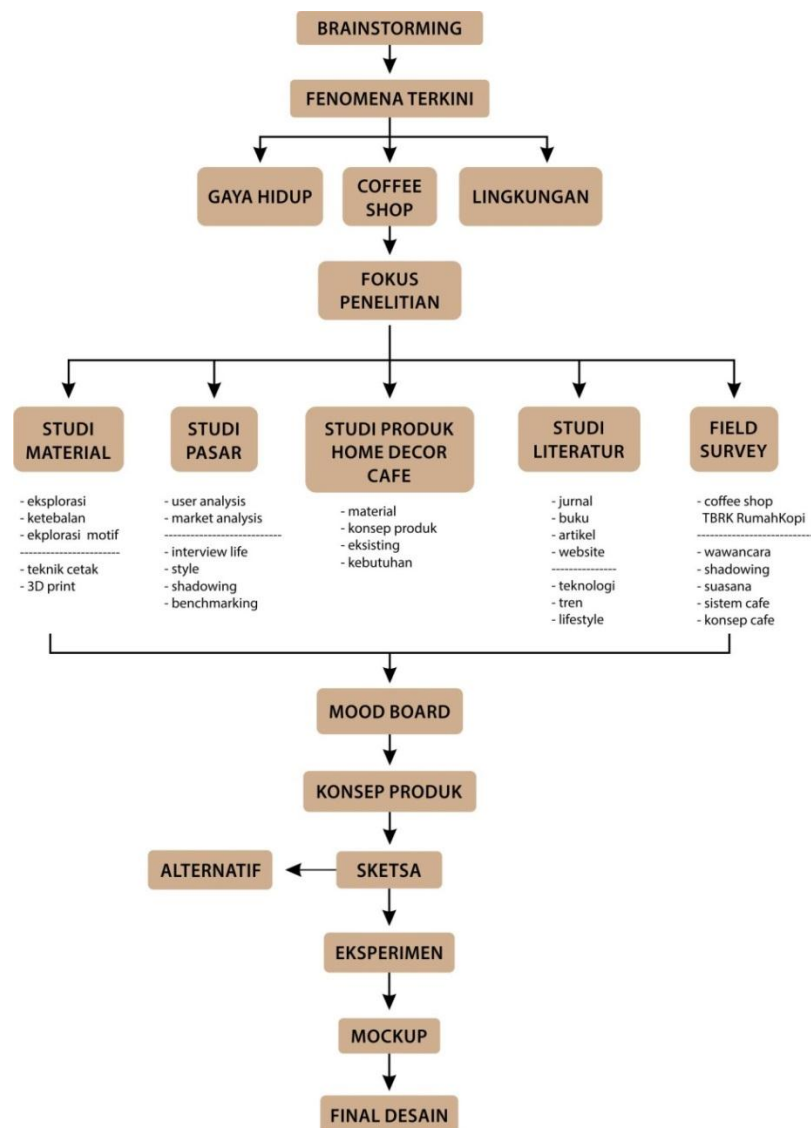 BRAINSTORMING
FENOMENA TERKINI
GAYA HIDUP
COFFEE
SHOP
LINGKUNGAN
FOKUS
PENELITIAN
STUDI
MATERIAL
- eksplorasi
- ketebalan
- ekplorasi motif
-----------------------
- teknik cetak
- 3D print
STUDI
PASAR
- user analysis
- market analysis
---------------------------
- interview life
- style
- shadowing
- benchmarking
STUDI PRODUK
HOME DECOR
CAFE
- material
- konsep produk
- eksisting
- kebutuhan
STUDI
LITERATUR
- jurnal
- buku
- artikel
- website
---------------
- teknologi
- tren
- lifestyle
FIELD
SURVEY
- coffee shop
TBRK RumahKopi
---------------------------
- wawancara
- shadowing
- suasana
- sistem cafe
- konsep cafe
MOOD BOARD
KONSEP PRODUK
ALTERNATIF
SKETSA
EKSPERIMEN
MOCKUP
FINAL DESAIN